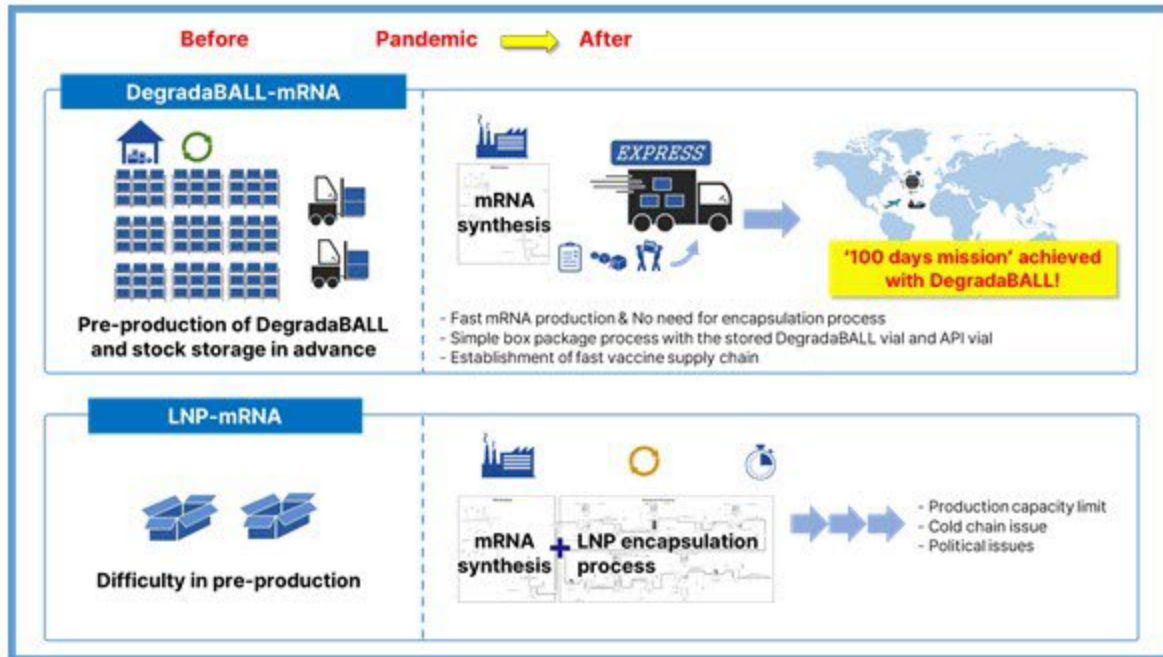 Before
Pandemic
After
DegradaBALL-mRNA
Pre-production of DegradaBALL
and stock storage in advance
mRNA
synthesis
EXPRESS
'100 days mission' achieved
with DegradaBALL!
- Fast mRNA production & No need for encapsulation process
- Simple box package process with the stored DegradaBALL vial and API vial
- Establishment of fast vaccine supply chain
LNP-mRNA
Difficulty in pre-production
mRNA
synthesis
+
LNP encapsulation
process
- Production capacity limit
- Cold chain issue
- Political issues